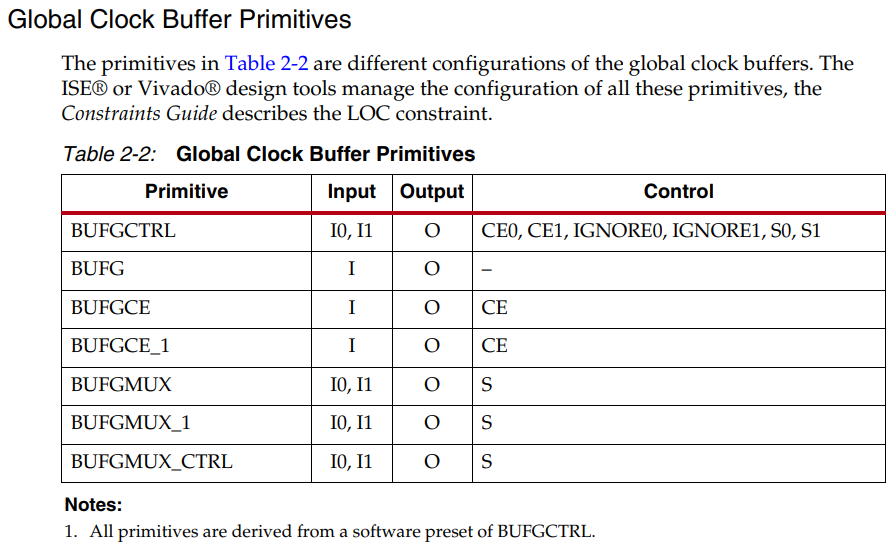 Global Clock Buffer Primitives
The primitives in Table 2-2 are different configurations of the global clock buffers. The
ISE® or Vivado® design tools manage the configuration of all these primitives, the
Constraints Guide describes the LOC constraint.
Table 2-2: Global Clock Buffer Primitives
Primitive Input Output Control
BUFGCTRL I0, I1 O CE0, CE1, IGNORE0, IGNORE1, S0, S1
BUFG I O –
BUFGCE I O CE
BUFGCE_1 I O CE
BUFGMUX I0, I1 O S
BUFGMUX_1 I0, I1 O S
BUFGMUX_CTRL I0, I1 O S
Notes:
1. All primitives are derived from a software preset of BUFGCTRL.